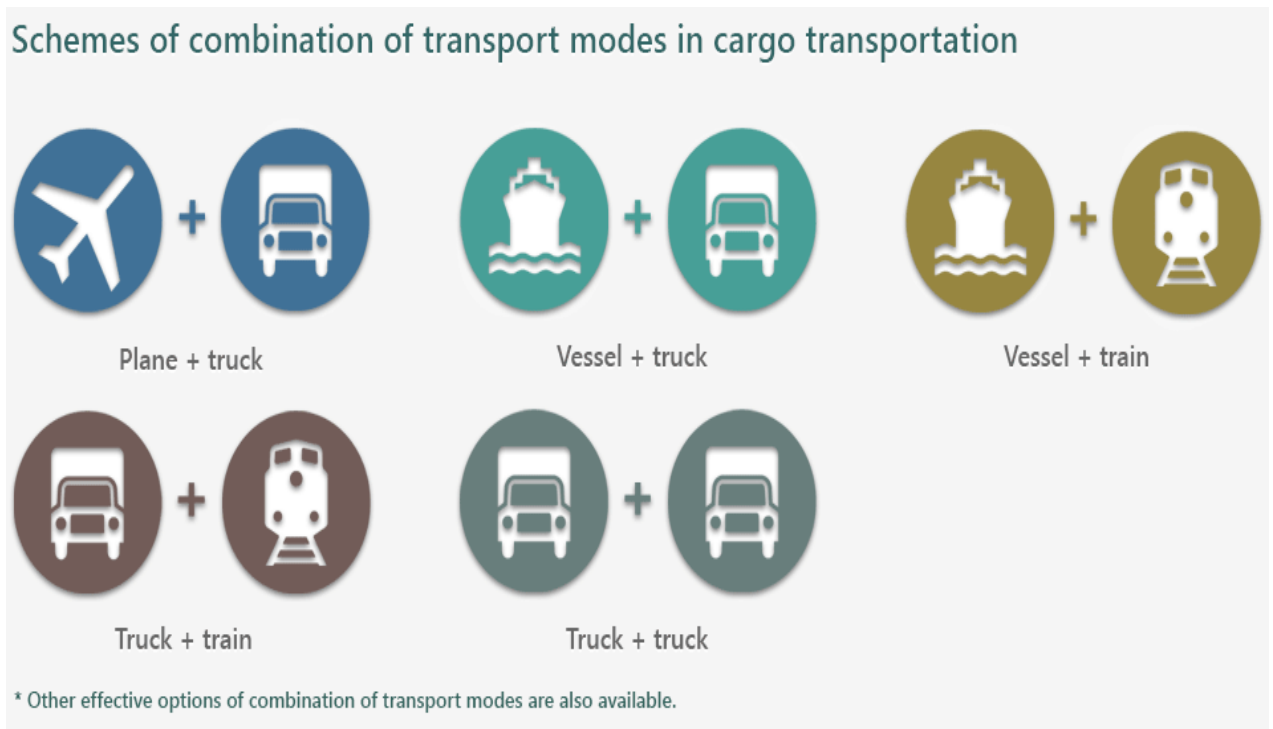 Schemes of combination of transport modes in cargo transportation
Plane + truck
Vessel + truck
Vessel + train
Truck + train
Truck + truck
* Other effective options of combination of transport modes are also available.